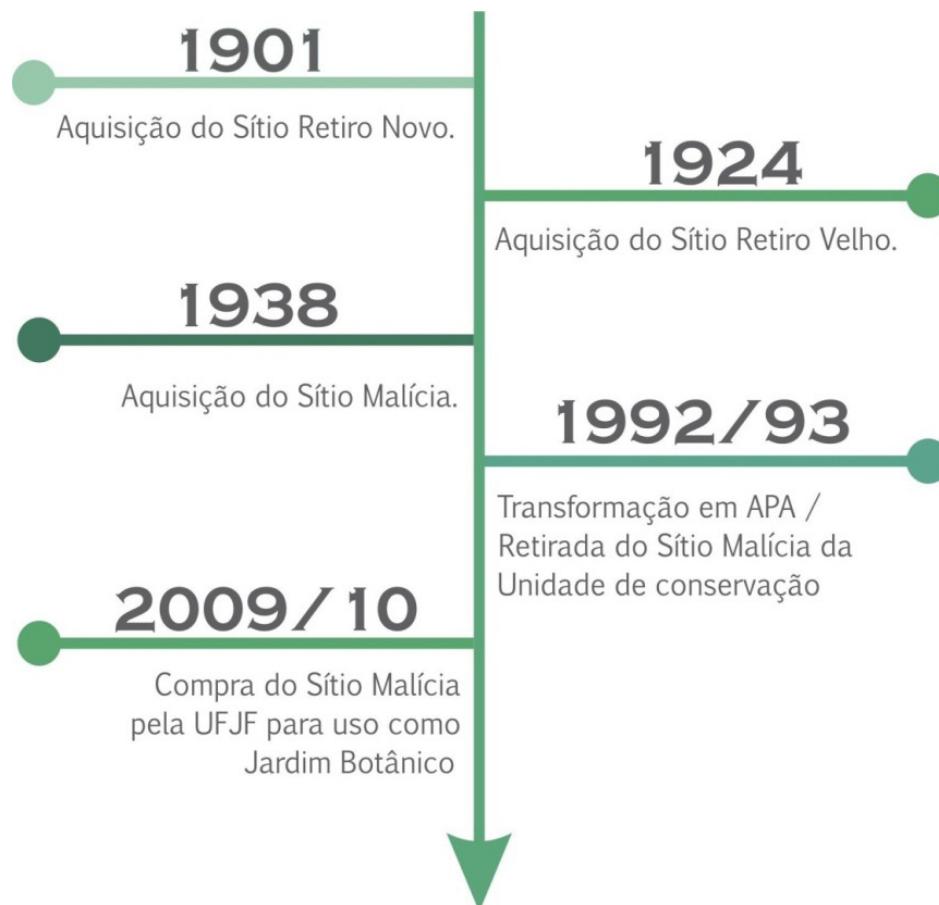 1901
Aquisição do Sítio Retiro Novo.
1924
Aquisição do Sítio Retiro Velho.
1938
Aquisição do Sítio Malícia.
1992/93
Transformação em APA /
Retirada do Sítio Malícia da
Unidade de conservação
2009/10
Compra do Sítio Malícia
pela UFJF para uso como
Jardim Botânico